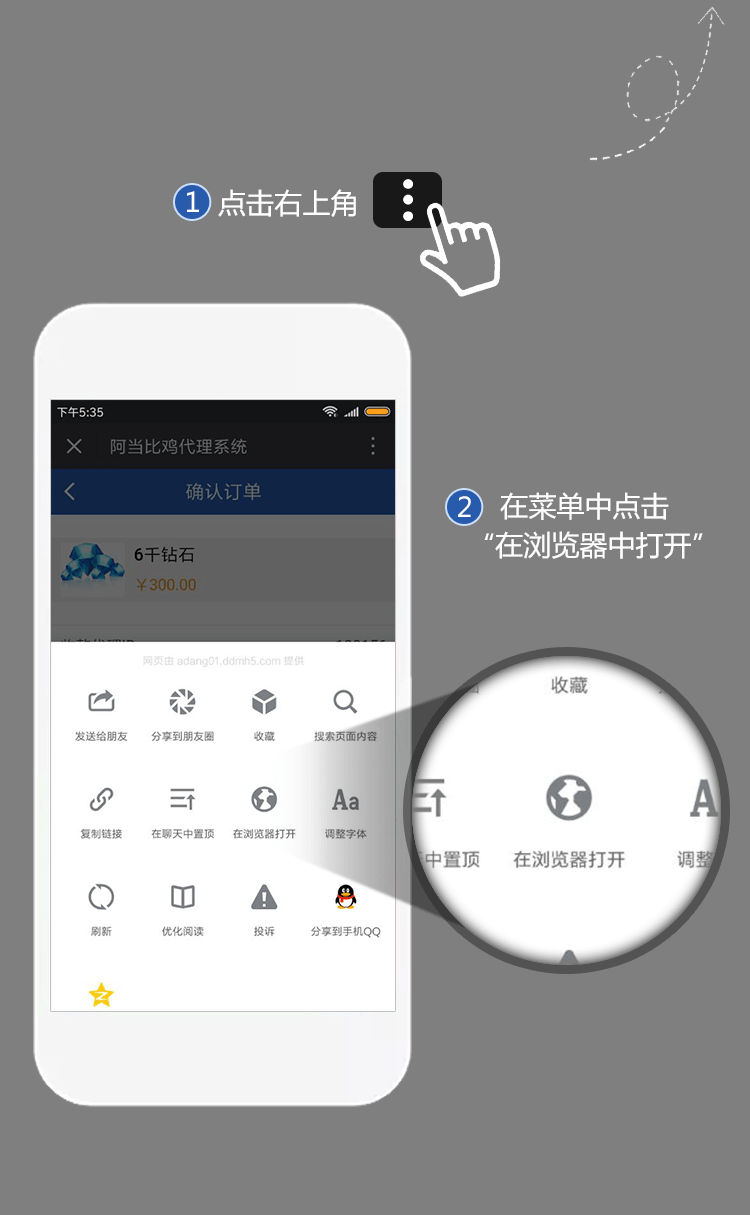 1 点击右上角
下午5:35
阿当比鸡代理系统
确认订单
6千钻石
￥300.00
网页由 adang01.ddmh5.com 提供
发送给朋友 分享到朋友圈 收藏 搜索页面内容
复制链接 在聊天中置顶 在浏览器打开 调整字体
刷新 优化阅读 投诉 分享到手机QQ
2 在菜单中点击
“在浏览器中打开”
收藏
中置顶 在浏览器打开 调整